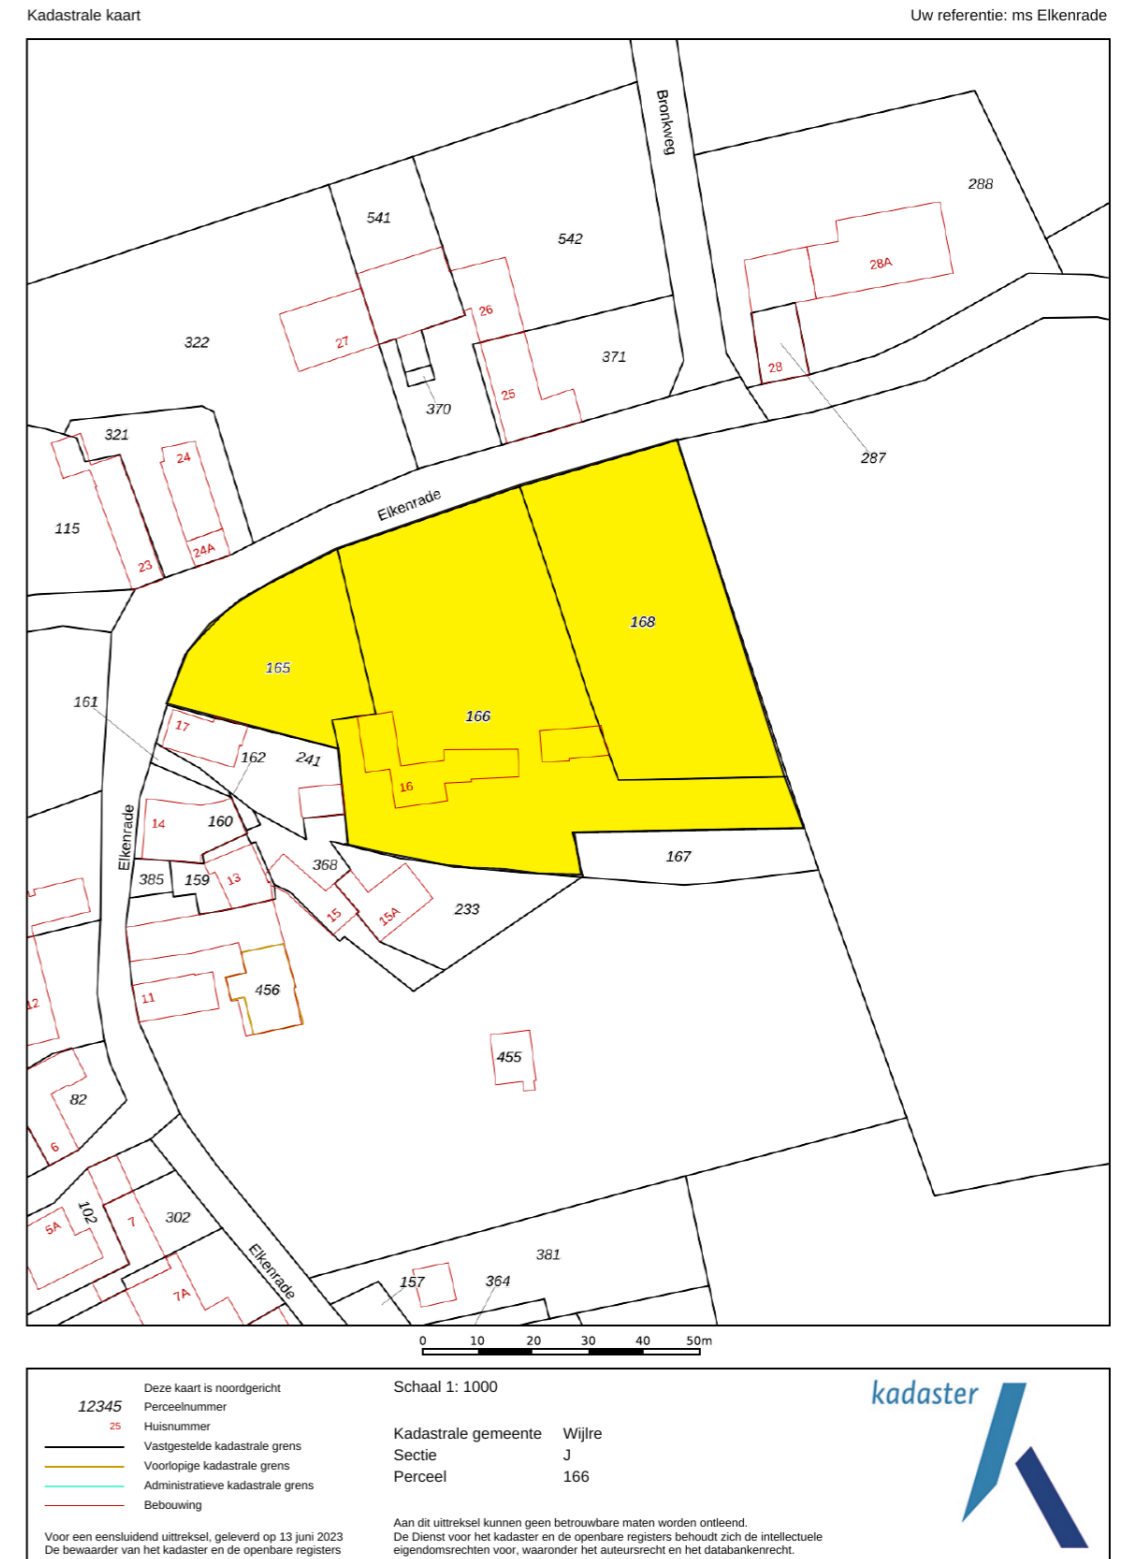 Kadastrale kaart
Uw referentie: ms Elkenrade
Bronkweg
288
541
542
28A
26
27
322
371
28
25
370
321
24
287
Elkenrade
115
24A
23
168
165
161
166
17
162
241
16
14
160
Elkenrade
167
368
385
159
13
15
15A
233
456
11
12
455
82
6
102
5A
7
302
381
Elkenrade
157
364
7A
0 10 20 30 40 50m
Deze kaart is noordgericht
12345 Perceelnummer
25 Huisnummer
Vastgestelde kadastrale grens
Voorlopige kadastrale grens
Administratieve kadastrale grens
Bebouwing
Voor een eensluidend uittreksel, geleverd op 13 juni 2023
De bewaarder van het kadaster en de openbare registers
Schaal 1: 1000
Kadastrale gemeente Wijlre
Sectie J
Perceel 166
Aan dit uittreksel kunnen geen betrouwbare maten worden ontleend.
De Dienst voor het kadaster en de openbare registers behoudt zich de intellectuele
eigendomsrechten voor, waaronder het auteursrecht en het databankenrecht.
kadaster